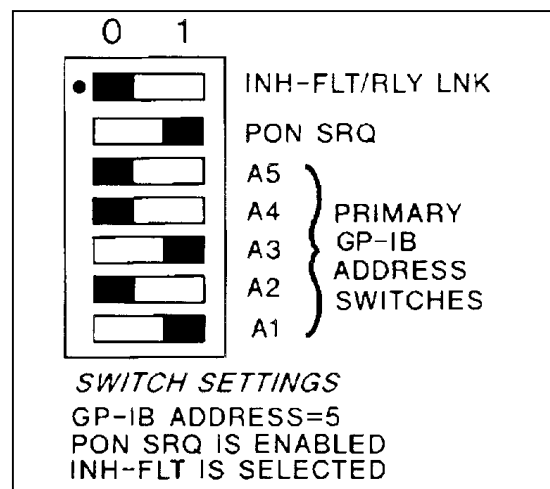 0 1
INH-FLT/RLY LNK
PON SRQ
A5
A4
A3
A2
A1
PRIMARY
GP-IB
ADDRESS
SWITCHES
SWITCH SETTINGS
GP-IB ADDRESS=5
PON SRQ IS ENABLED
INH-FLT IS SELECTED